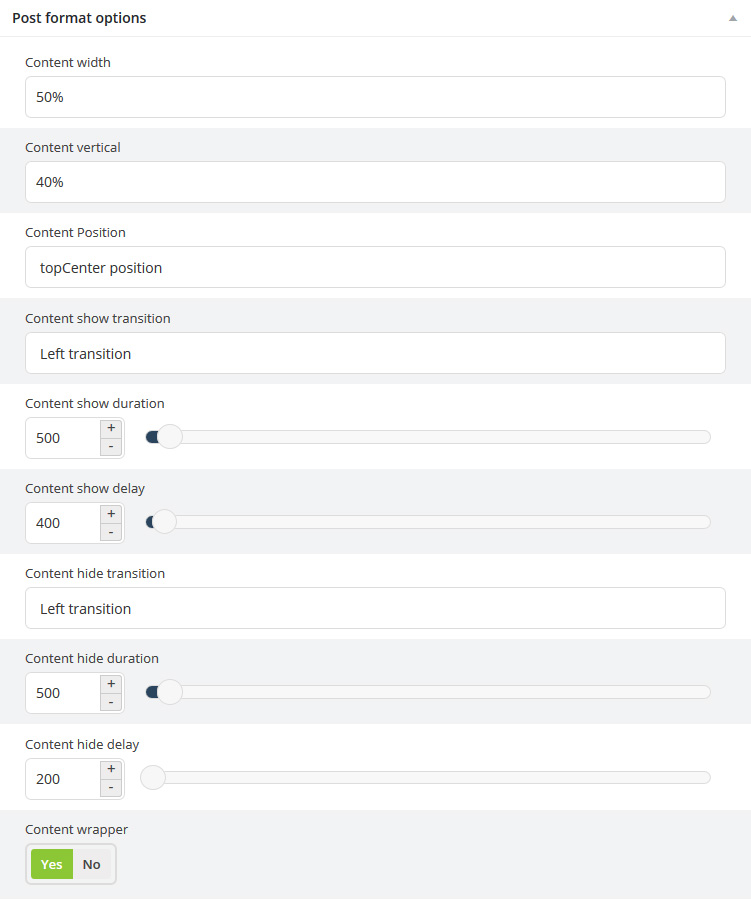 Post format options
Content width
50%
Content vertical
40%
Content Position
topCenter position
Content show transition
Left transition
Content show duration
500
+
-
Content show delay
400
+
-
Content hide transition
Left transition
Content hide duration
500
+
-
Content hide delay
200
+
-
Content wrapper
Yes No